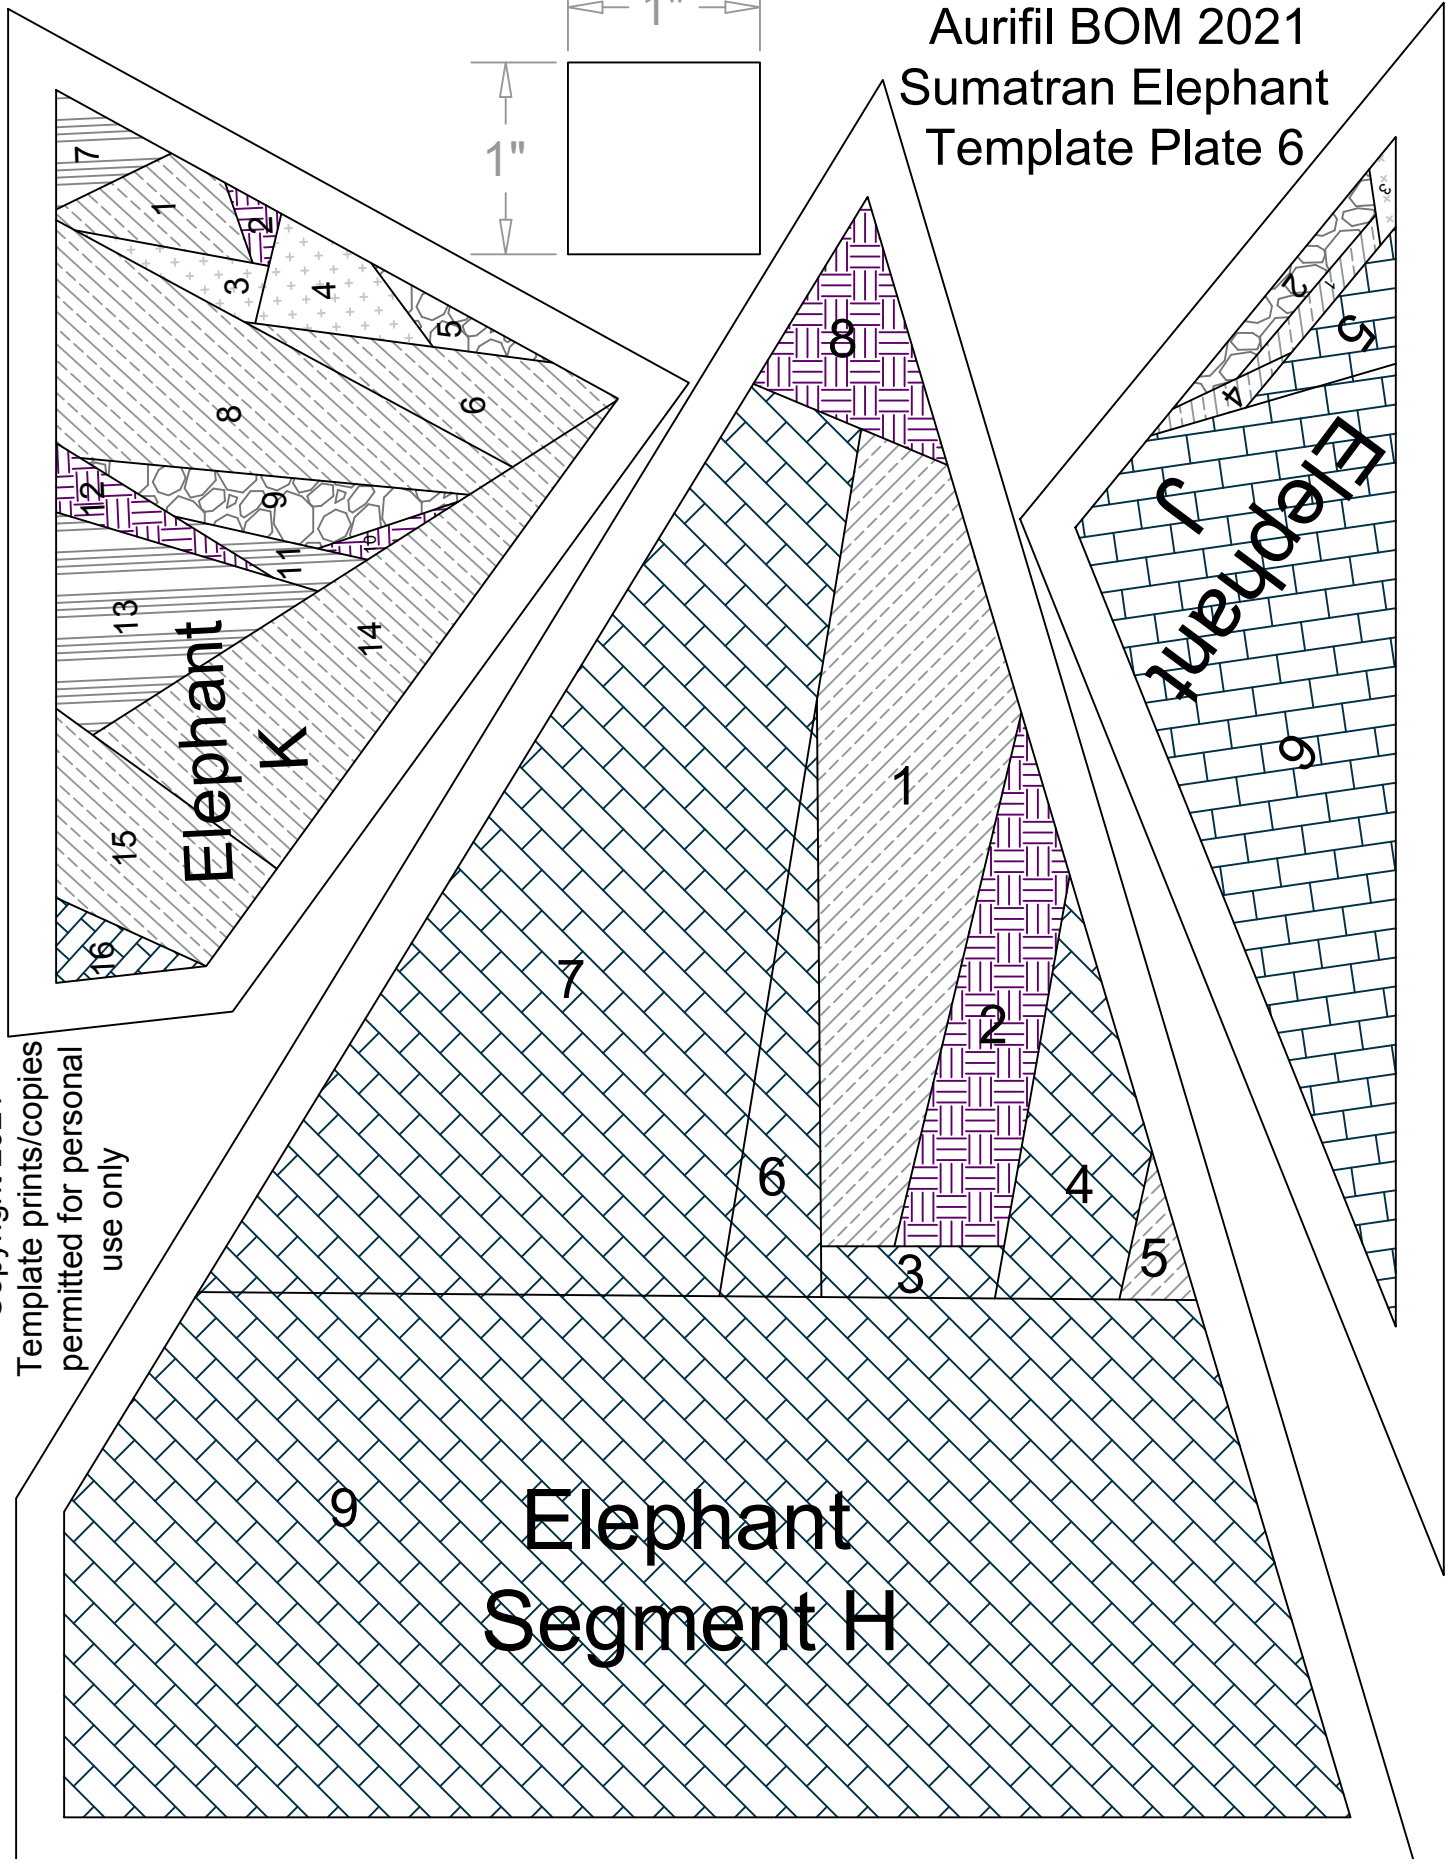 1"
Aurifil BOM 2021
Sumatran Elephant
Template Plate 6
1"
7
1
2
3
4
5
6
8
9
10
11
12
13
14
15
16
Elephant
K
8
7
1
2
6
4
3
5
9
Elephant
Segment H
3
2
1
5
4
Elephant
J
6
Template prints/copies
permitted for personal
use only